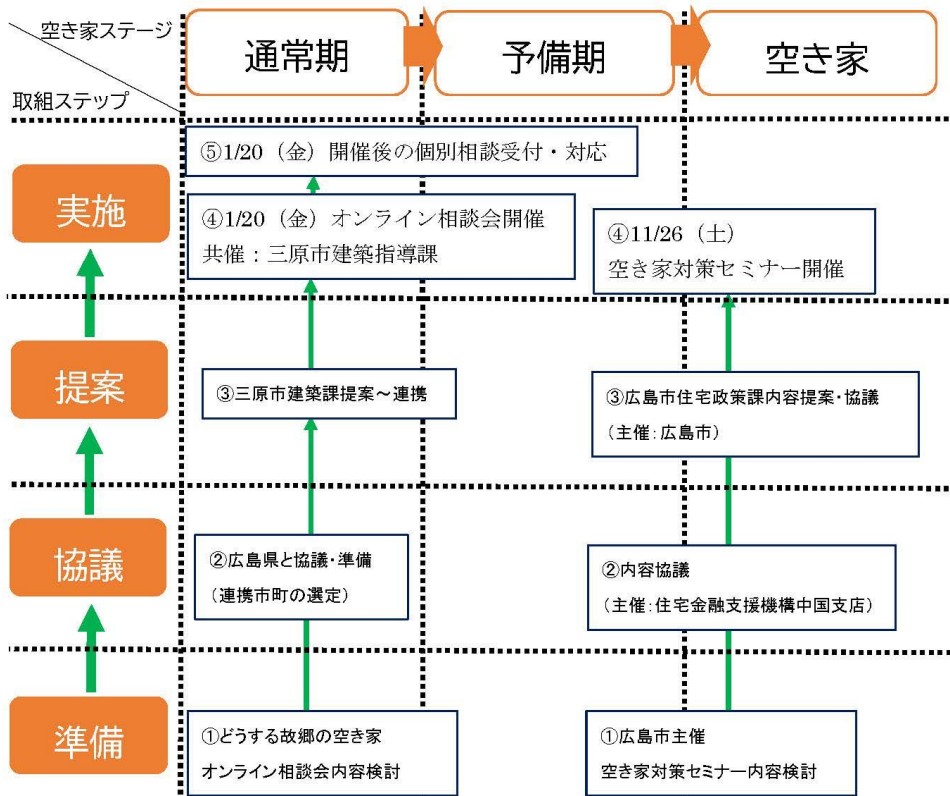 空き家ステージ
取組ステップ
通常期
予備期
空き家
実施
⑤1/20（金）開催後の個別相談受付・対応
④1/20（金）オンライン相談会開催
共催：三原市建築指導課
④11/26（土）
空き家対策セミナー開催
提案
③三原市建築課提案～連携
③広島市住宅政策課内容提案・協議
（主催：広島市）
協議
②広島県と協議・準備
（連携市町の選定）
②内容協議
（主催：住宅金融支援機構中国支店）
準備
①どうする故郷の空き家
オンライン相談会内容検討
①広島市主催
空き家対策セミナー内容検討